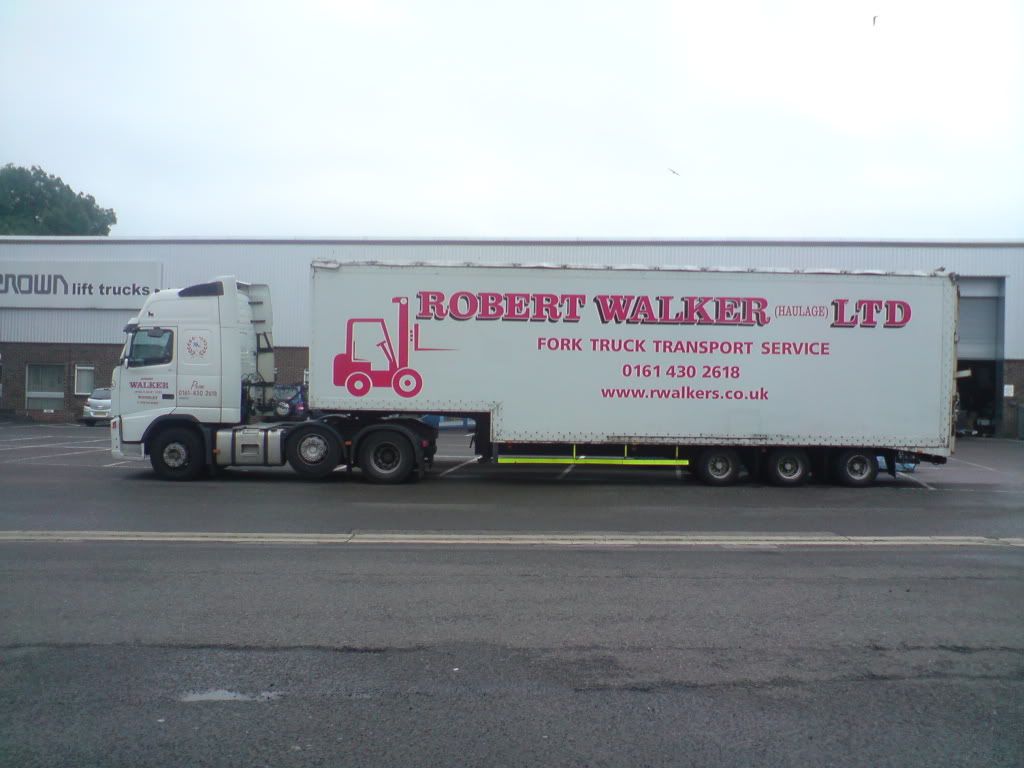 ROBERT WALKER (HAULAGE) LTD
FORK TRUCK TRANSPORT SERVICE
0161 430 2618
www.rwalkers.co.uk
lift trucks
WALKER
0161-430 2618